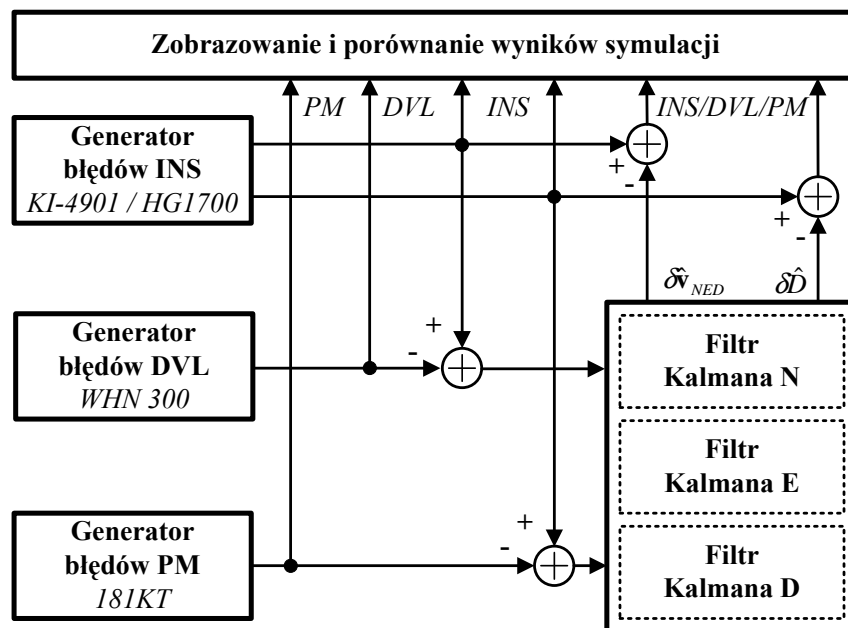 Zobrazowanie i porównanie wyników symulacji
PM DVL INS INS/DVL/PM
Generator
błędów INS
KI-4901 / HG1700
+ -
+ -
δv̂NED δD̂
Generator
błędów DVL
WHN 300
+
-
Filtr
Kalmana N
Filtr
Kalmana E
Generator
błędów PM
181KT
+
-
Filtr
Kalmana D